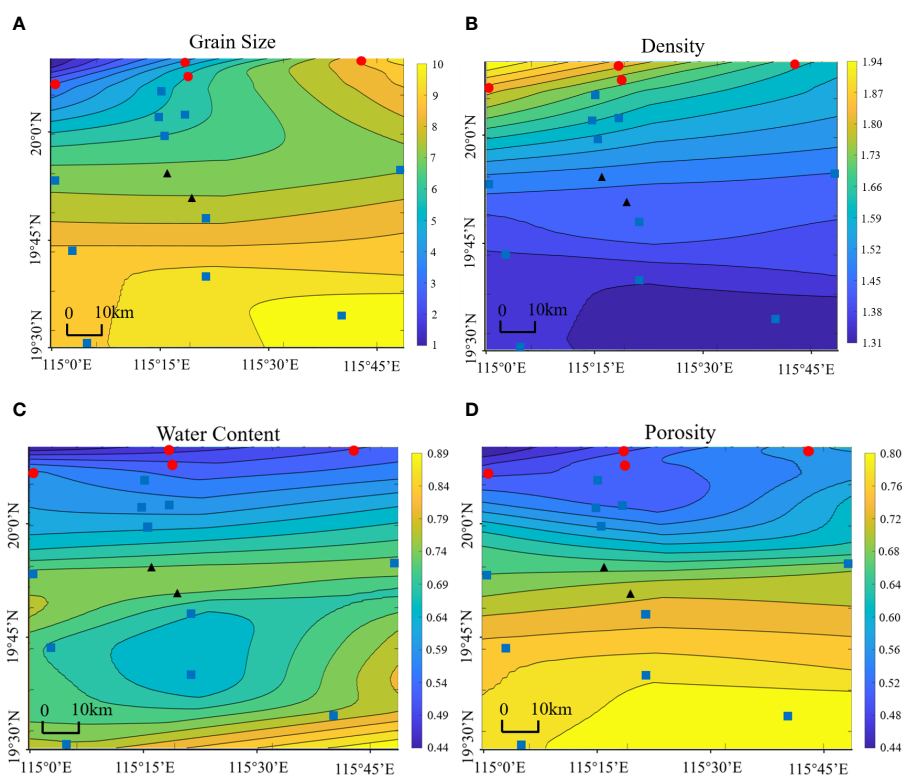 A
Grain Size
20°0'N
19°45'N
19°30'N
0 10km
115°0'E 115°15'E 115°30'E 115°45'E
10
9
8
7
6
5
4
3
2
1
B
Density
20°0'N
19°45'N
19°30'N
0 10km
115°0'E 115°15'E 115°30'E 115°45'E
1.94
1.87
1.80
1.73
1.66
1.59
1.52
1.45
1.38
1.31
C
Water Content
20°0'N
19°45'N
19°30'N
0 10km
115°0'E 115°15'E 115°30'E 115°45'E
0.89
0.84
0.79
0.74
0.69
0.64
0.59
0.54
0.49
0.44
D
Porosity
20°0'N
19°45'N
19°30'N
0 10km
115°0'E 115°15'E 115°30'E 115°45'E
0.80
0.76
0.72
0.68
0.64
0.60
0.56
0.52
0.48
0.44